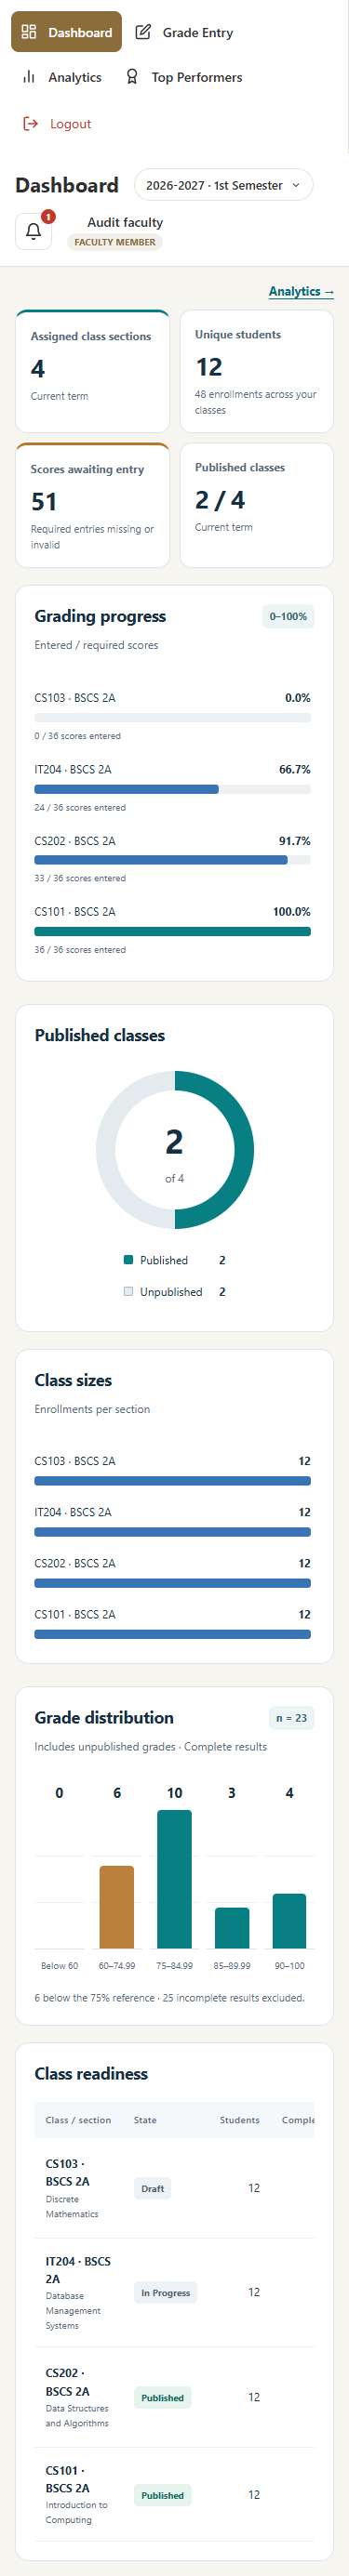 Dashboard
Grade Entry
Analytics
Top Performers
Logout
Dashboard
2026-2027 · 1st Semester
1
Audit faculty
FACULTY MEMBER
Analytics →
Assigned class sections
4
Current term
Unique students
12
48 enrollments across your
classes
Scores awaiting entry
51
Required entries missing or
invalid
Published classes
2 / 4
Current term
Grading progress
0–100%
Entered / required scores
CS103 · BSCS 2A 0.0%
0 / 36 scores entered
IT204 · BSCS 2A 66.7%
24 / 36 scores entered
CS202 · BSCS 2A 91.7%
33 / 36 scores entered
CS101 · BSCS 2A 100.0%
36 / 36 scores entered
Published classes
2
of 4
Published 2
Unpublished 2
Class sizes
Enrollments per section
CS103 · BSCS 2A 12
IT204 · BSCS 2A 12
CS202 · BSCS 2A 12
CS101 · BSCS 2A 12
Grade distribution
n = 23
Includes unpublished grades · Complete results
0 6 10 3 4
Below 60 60–74.99 75–84.99 85–89.99 90–100
6 below the 75% reference · 25 incomplete results excluded.
Class readiness
Class / section State Students Comple
CS103 ·
BSCS 2A
Discrete
Mathematics
Draft
12
IT204 · BSCS
2A
Database
Management
Systems
In Progress
12
CS202 ·
BSCS 2A
Data Structures
and Algorithms
Published
12
CS101 ·
BSCS 2A
Introduction to
Computing
Published
12